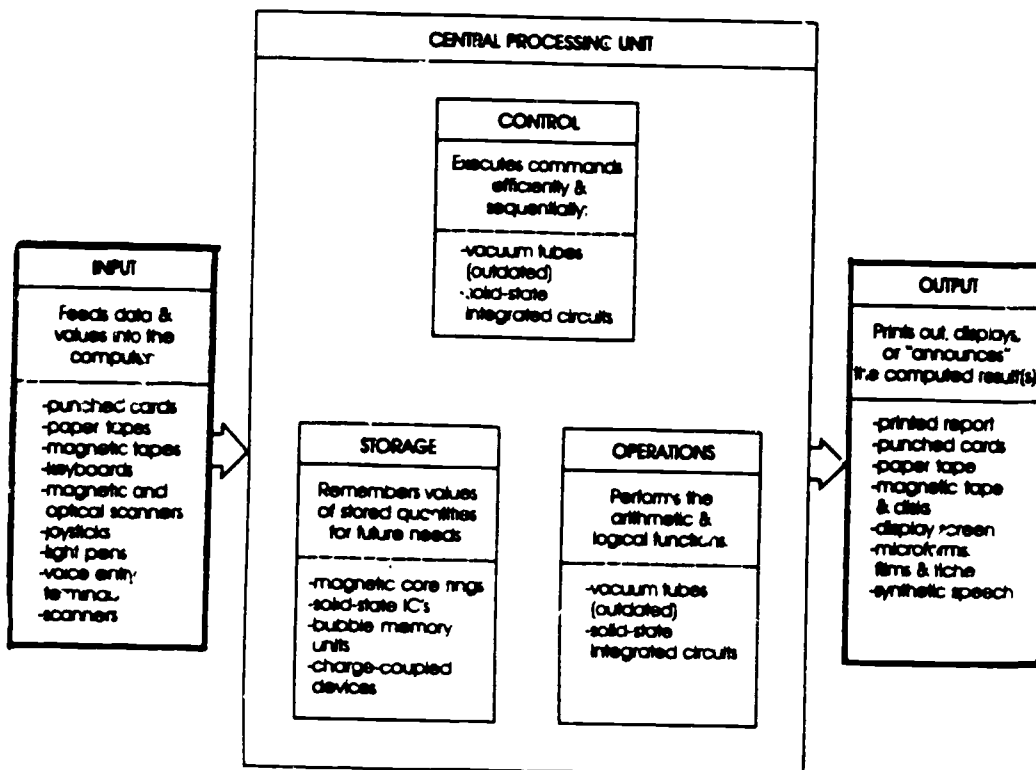 CENTRAL PROCESSING UNIT
CONTROL
Executes commands
efficiently &
sequentially:
-vacuum tubes
(outdated)
-solid-state
integrated circuits
INPUT
Feeds data &
values into the
computer
-punched cards
-paper tapes
-magnetic tapes
-keyboards
-magnetic and
optical scanners
-joysticks
-light pens
-voice entry
terminal
-scanners
STORAGE
Remembers values
of stored quantities
for future needs
-magnetic core rings
-solid-state IC's
-bubble memory
units
-charge-coupled
devices
OPERATIONS
Performs the
arithmetic &
logical functions.
-vacuum tubes
(outdated)
-solid-state
integrated circuits
OUTPUT
Prints out, displays,
or "announces"
the computed result(s)
-printed report
-punched cards
-paper tape
-magnetic tape
& disks
-display screen
-microforms,
films & fiche
-synthetic speech